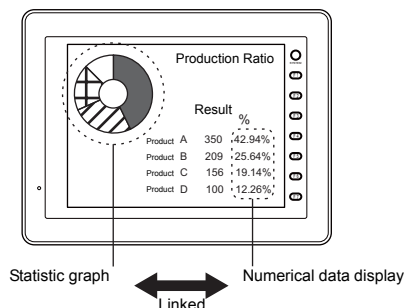 Production Ratio
Result
%
Product A 350 42.94%
Product B 209 25.64%
Product C 156 19.14%
Product D 100 12.26%
Statistic graph
Numerical data display
Linked